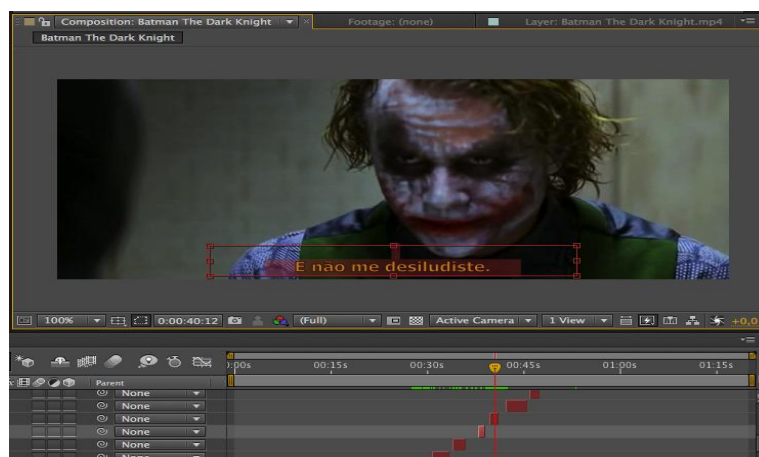 Composition: Batman The Dark Knight
Footage: (none)
Layer: Batman The Dark Knight.mp4
Batman The Dark Knight
E não me desiludiste.
100%
0:00:40:12
(Full)
Active Camera
1 View
+0,0
):00s 00:15s 00:30s 00:45s 01:00s 01:15s
Parent
None
None
None
None
None
None